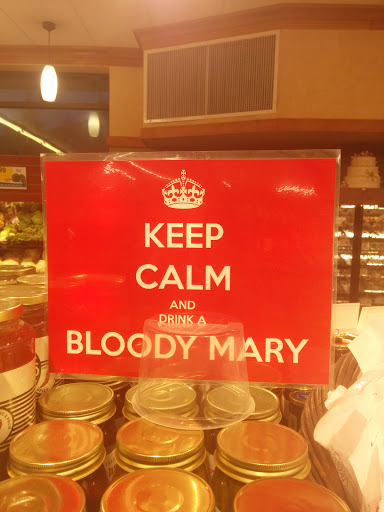 KEEP
CALM
AND
DRINK A
BLOODY MARY